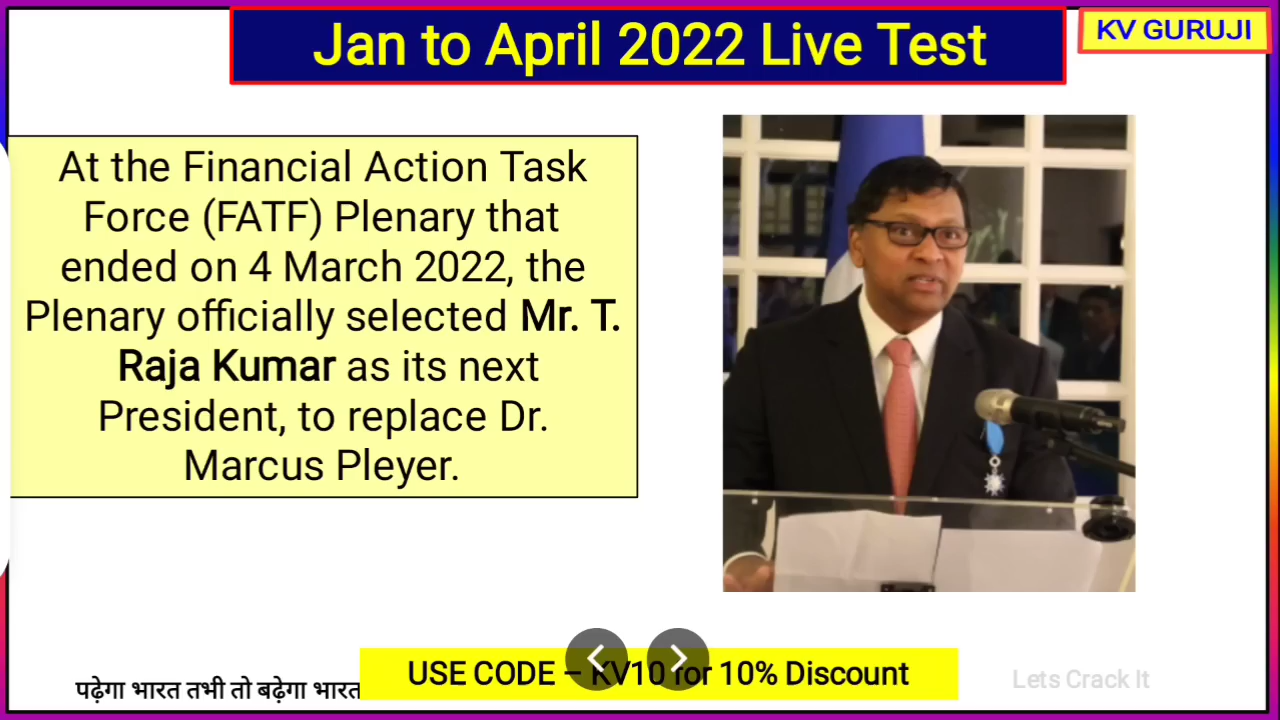 Jan to April 2022 Live Test
KV GURUJI
At the Financial Action Task
Force (FATF) Plenary that
ended on 4 March 2022, the
Plenary officially selected Mr. T.
Raja Kumar as its next
President, to replace Dr.
Marcus Pleyer.
USE CODE – KV10 for 10% Discount
पढ़ेगा भारत तभी तो बढ़ेगा भारत
Lets Crack It